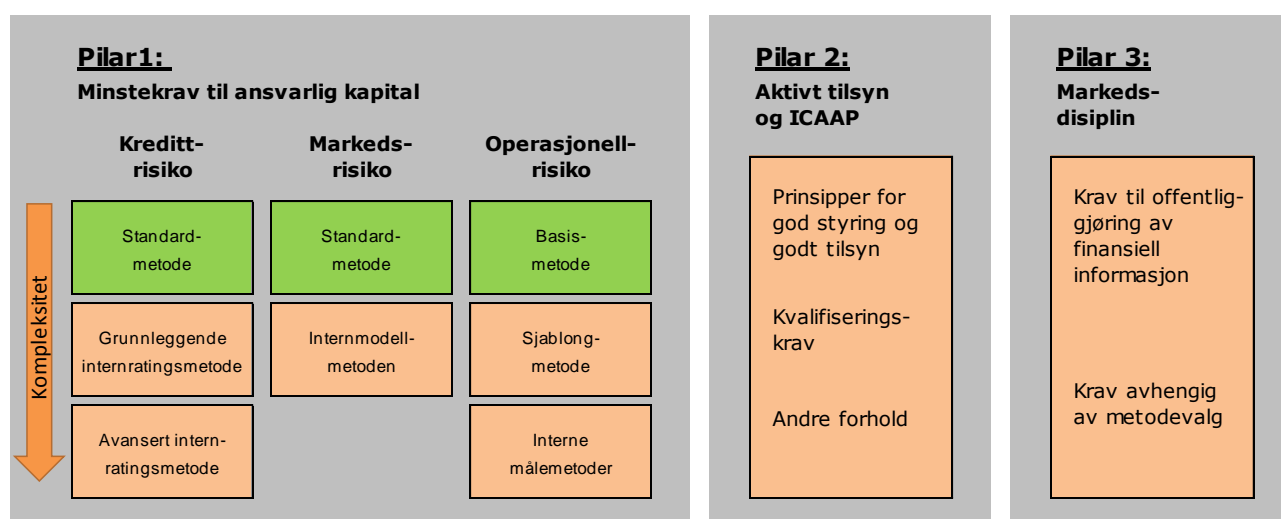 Pilar1:
Minstekrav til ansvarlig kapital
Kreditt-
risiko
Markeds-
risiko
Operasjonell-
risiko
Kompleksitet
Standard-
metode
Standard-
metode
Basis-
metode
Grunnleggende
internratingsmetode
Internmodell-
metoden
Sjablong-
metode
Avansert intern-
ratingsmetode
Interne
målemetoder
Pilar 2:
Aktivt tilsyn
og ICAAP
Prinsipper for
god styring og
godt tilsyn
Kvalifiserings-
krav
Andre forhold
Pilar 3:
Markeds-
disiplin
Krav til offentlig-
gjøring av
finansiell
informasjon
Krav avhengig
av metodevalg